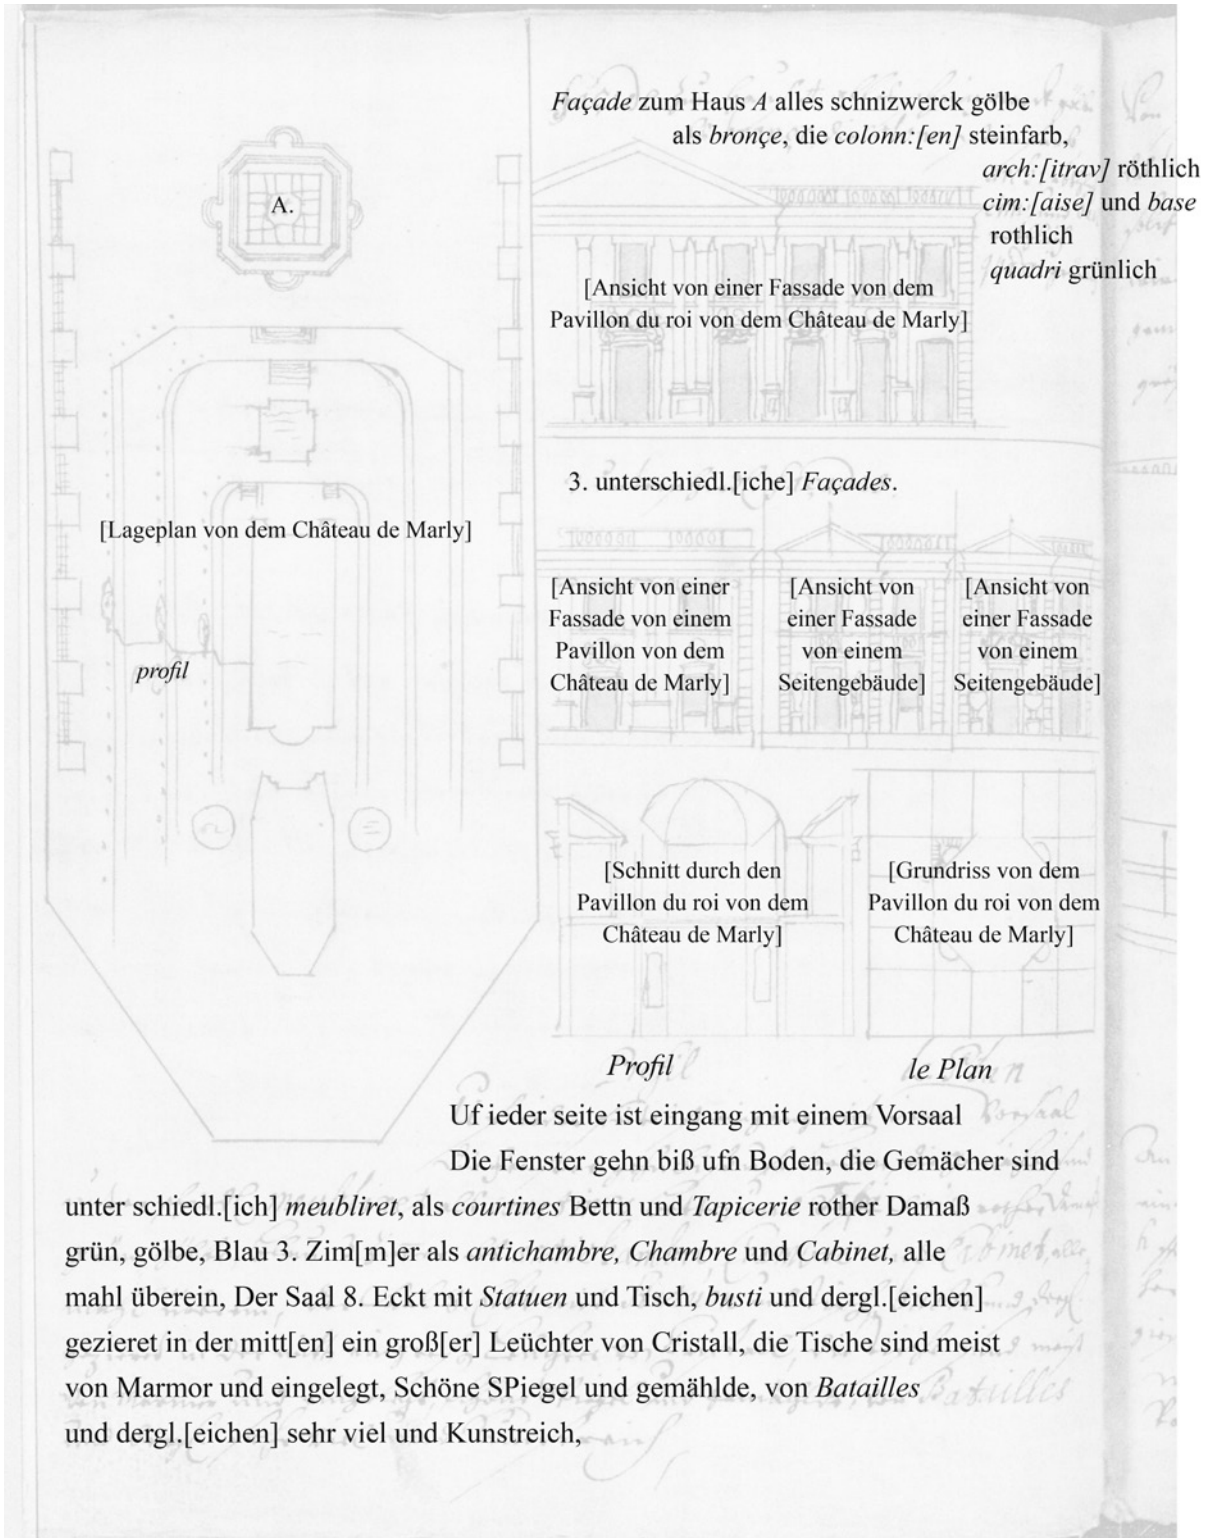 Façade zum Haus A alles schnizwerck gölbe
als bronçe, die colonn:[en] steinfarb,
arch:[itrav] röthlich
cim:[aise] und base
rothlich
quadri grünlich
A.
[Ansicht von einer Fassade von dem
Pavillon du roi von dem Château de Marly]
3. unterschiedl.[iche] Façades.
[Lageplan von dem Château de Marly]
profil
[Ansicht von einer
Fassade von einem
Pavillon von dem
Château de Marly]
[Ansicht von
einer Fassade
von einem
Seitengebäude]
[Ansicht von
einer Fassade
von einem
Seitengebäude]
[Schnitt durch den
Pavillon du roi von dem
Château de Marly]
[Grundriss von dem
Pavillon du roi von dem
Château de Marly]
Profil
le Plan
Uf ieder seite ist eingang mit einem Vorsaal
Die Fenster gehn biß ufn Boden, die Gemächer sind
unter schiedl.[ich] meubliret, als courtines Bettn und Tapicerie rother Damaß
grün, gölbe, Blau 3. Zim[m]er als antichambre, Chambre und Cabinet, alle
mahl überein, Der Saal 8. Eckt mit Statuen und Tisch, busti und dergl.[eichen]
gezieret in der mitt[en] ein groß[er] Leüchter von Cristall, die Tische sind meist
von Marmor und eingelegt, Schöne SPiegel und gemählde, von Batailles
und dergl.[eichen] sehr viel und Kunstreich,